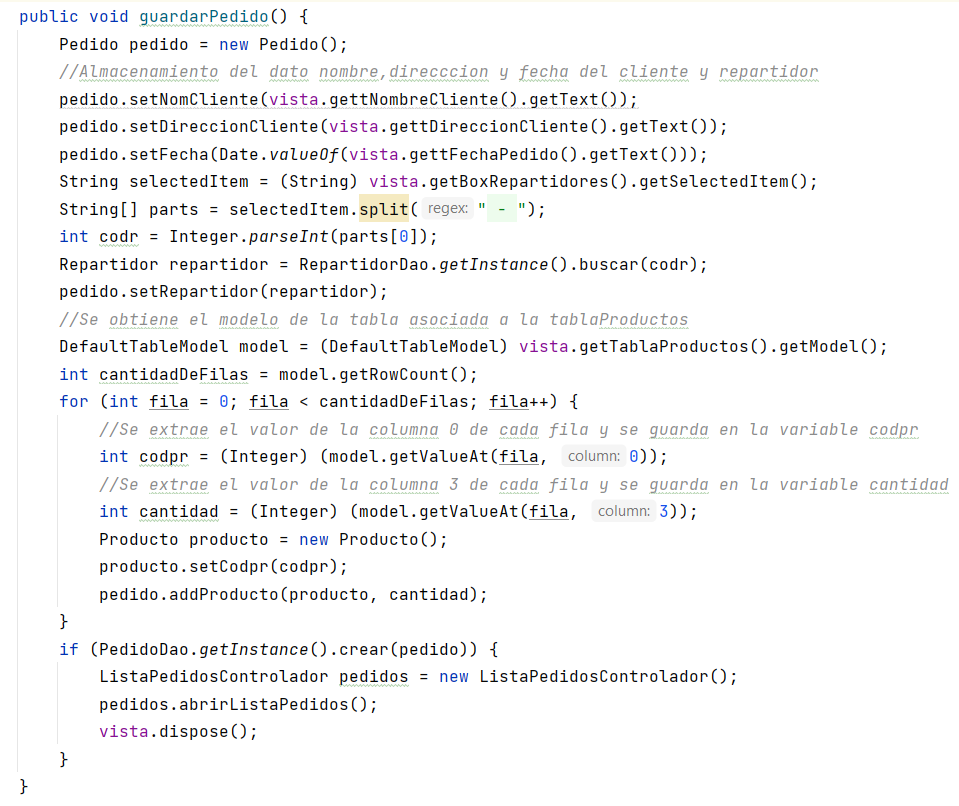 public void guardarPedido() {
Pedido pedido = new Pedido();
//Almacenamiento del dato nombre,direcccion y fecha del cliente y repartidor
pedido.setNomCliente(vista.gettNombreCliente().getText());
pedido.setDireccionCliente(vista.gettDireccionCliente().getText());
pedido.setFecha(Date.valueOf(vista.gettFechaPedido().getText()));
String selectedItem = (String) vista.getBoxRepartidores().getSelectedItem();
String[] parts = selectedItem.split( regex: " - ");
int codr = Integer.parseInt(parts[0]);
Repartidor repartidor = RepartidorDao.getInstance().buscar(codr);
pedido.setRepartidor(repartidor);
//Se obtiene el modelo de la tabla asociada a la tablaProductos
DefaultTableModel model = (DefaultTableModel) vista.getTablaProductos().getModel();
int cantidadDeFilas = model.getRowCount();
for (int fila = 0; fila < cantidadDeFilas; fila++) {
//Se extrae el valor de la columna 0 de cada fila y se guarda en la variable codpr
int codpr = (Integer) (model.getValueAt(fila, column: 0));
//Se extrae el valor de la columna 3 de cada fila y se guarda en la variable cantidad
int cantidad = (Integer) (model.getValueAt(fila, column: 3));
Producto producto = new Producto();
producto.setCodpr(codpr);
pedido.addProducto(producto, cantidad);
}
if (PedidoDao.getInstance().crear(pedido)) {
ListaPedidosControlador pedidos = new ListaPedidosControlador();
pedidos.abrirListaPedidos();
vista.dispose();
}
}